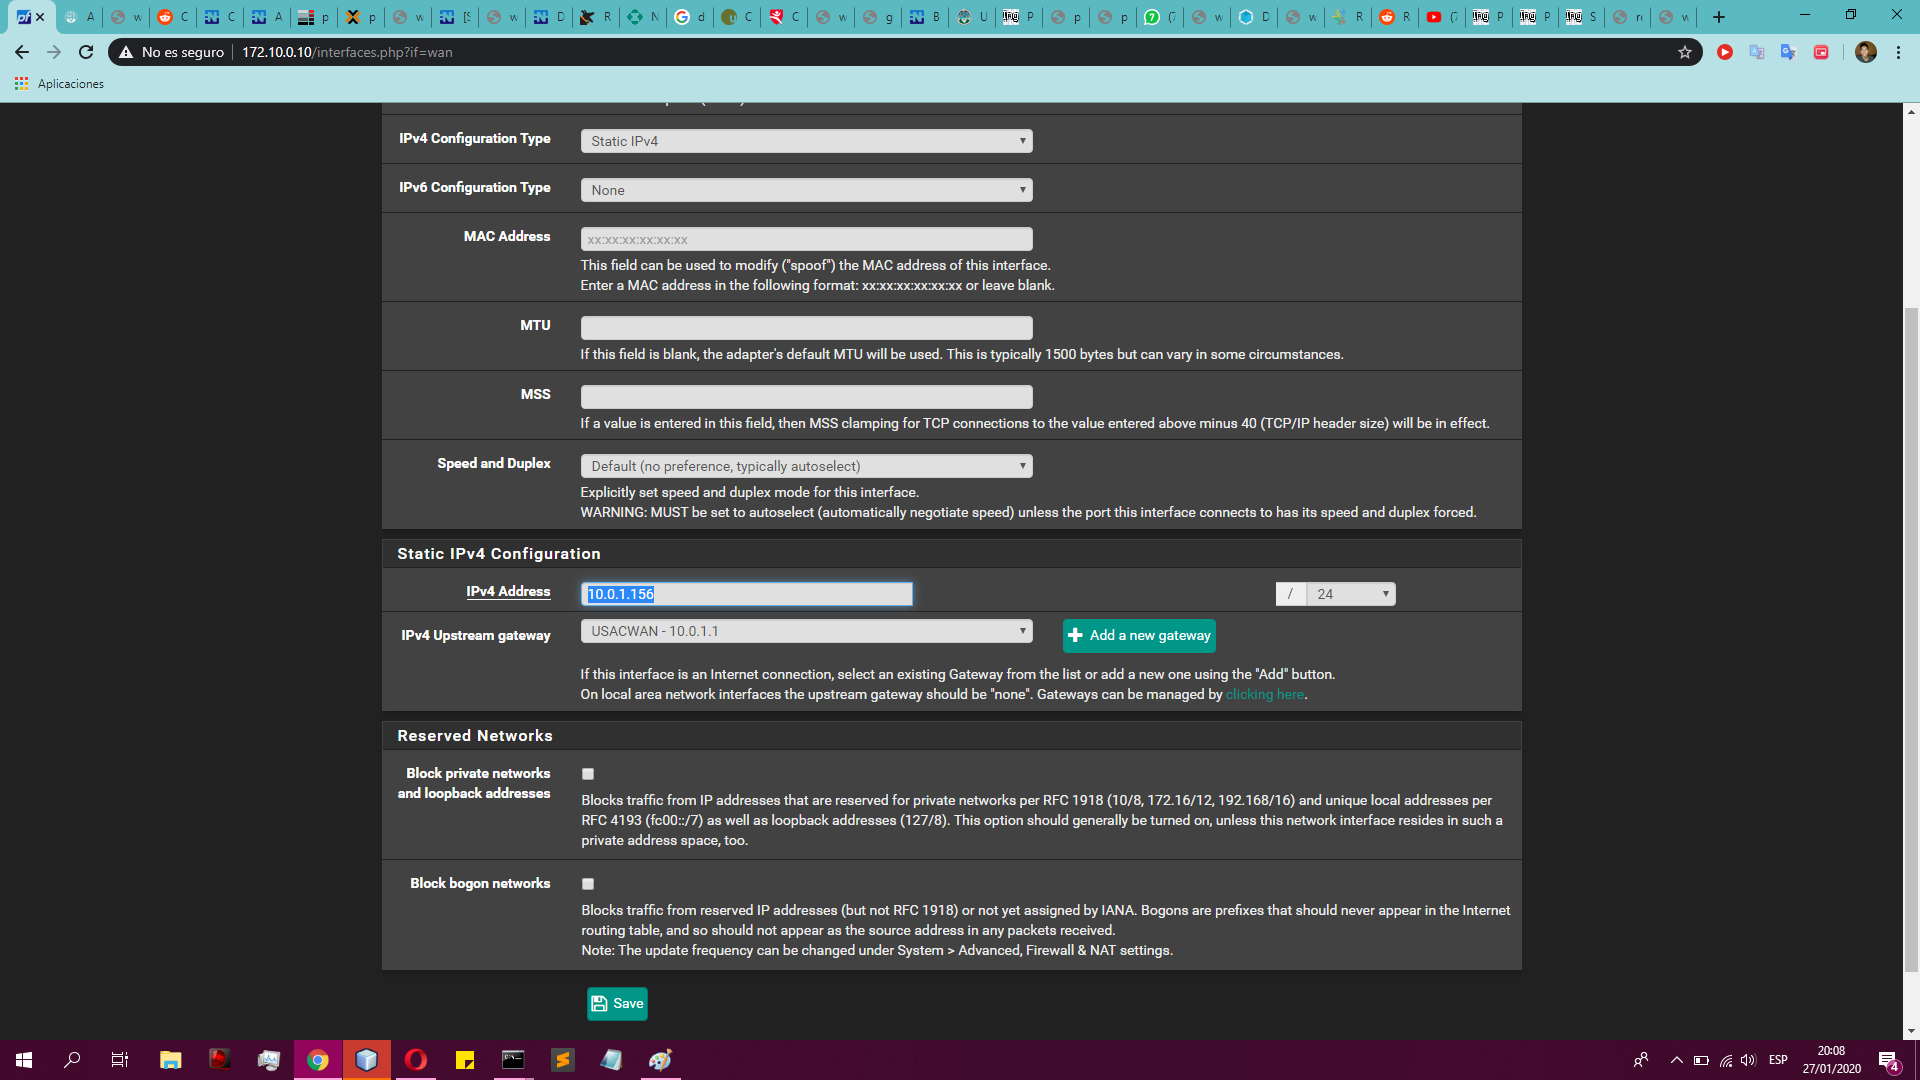 No es seguro | 172.10.0.10/interfaces.php?if=wan
Aplicaciones
IPv4 Configuration Type
Static IPv4
IPv6 Configuration Type
None
MAC Address
xx:xx:xx:xx:xx:xx
This field can be used to modify ("spoof") the MAC address of this interface.
Enter a MAC address in the following format: xx:xx:xx:xx:xx:xx or leave blank.
MTU
If this field is blank, the adapter's default MTU will be used. This is typically 1500 bytes but can vary in some circumstances.
MSS
If a value is entered in this field, then MSS clamping for TCP connections to the value entered above minus 40 (TCP/IP header size) will be in effect.
Speed and Duplex
Default (no preference, typically autoselect)
Explicitly set speed and duplex mode for this interface.
WARNING: MUST be set to autoselect (automatically negotiate speed) unless the port this interface connects to has its speed and duplex forced.
Static IPv4 Configuration
IPv4 Address
10.0.1.156
/ 24
IPv4 Upstream gateway
USACWAN - 10.0.1.1
Add a new gateway
If this interface is an Internet connection, select an existing Gateway from the list or add a new one using the "Add" button.
On local area network interfaces the upstream gateway should be "none". Gateways can be managed by clicking here.
Reserved Networks
Block private networks
and loopback addresses
Blocks traffic from IP addresses that are reserved for private networks per RFC 1918 (10/8, 172.16/12, 192.168/16) and unique local addresses per
RFC 4193 (fc00::/7) as well as loopback addresses (127/8). This option should generally be turned on, unless this network interface resides in such a
private address space, too.
Block bogon networks
Blocks traffic from reserved IP addresses (but not RFC 1918) or not yet assigned by IANA. Bogons are prefixes that should never appear in the Internet
routing table, and so should not appear as the source address in any packets received.
Note: The update frequency can be changed under System > Advanced, Firewall & NAT settings.
Save
ESP
20:08
27/01/2020
4